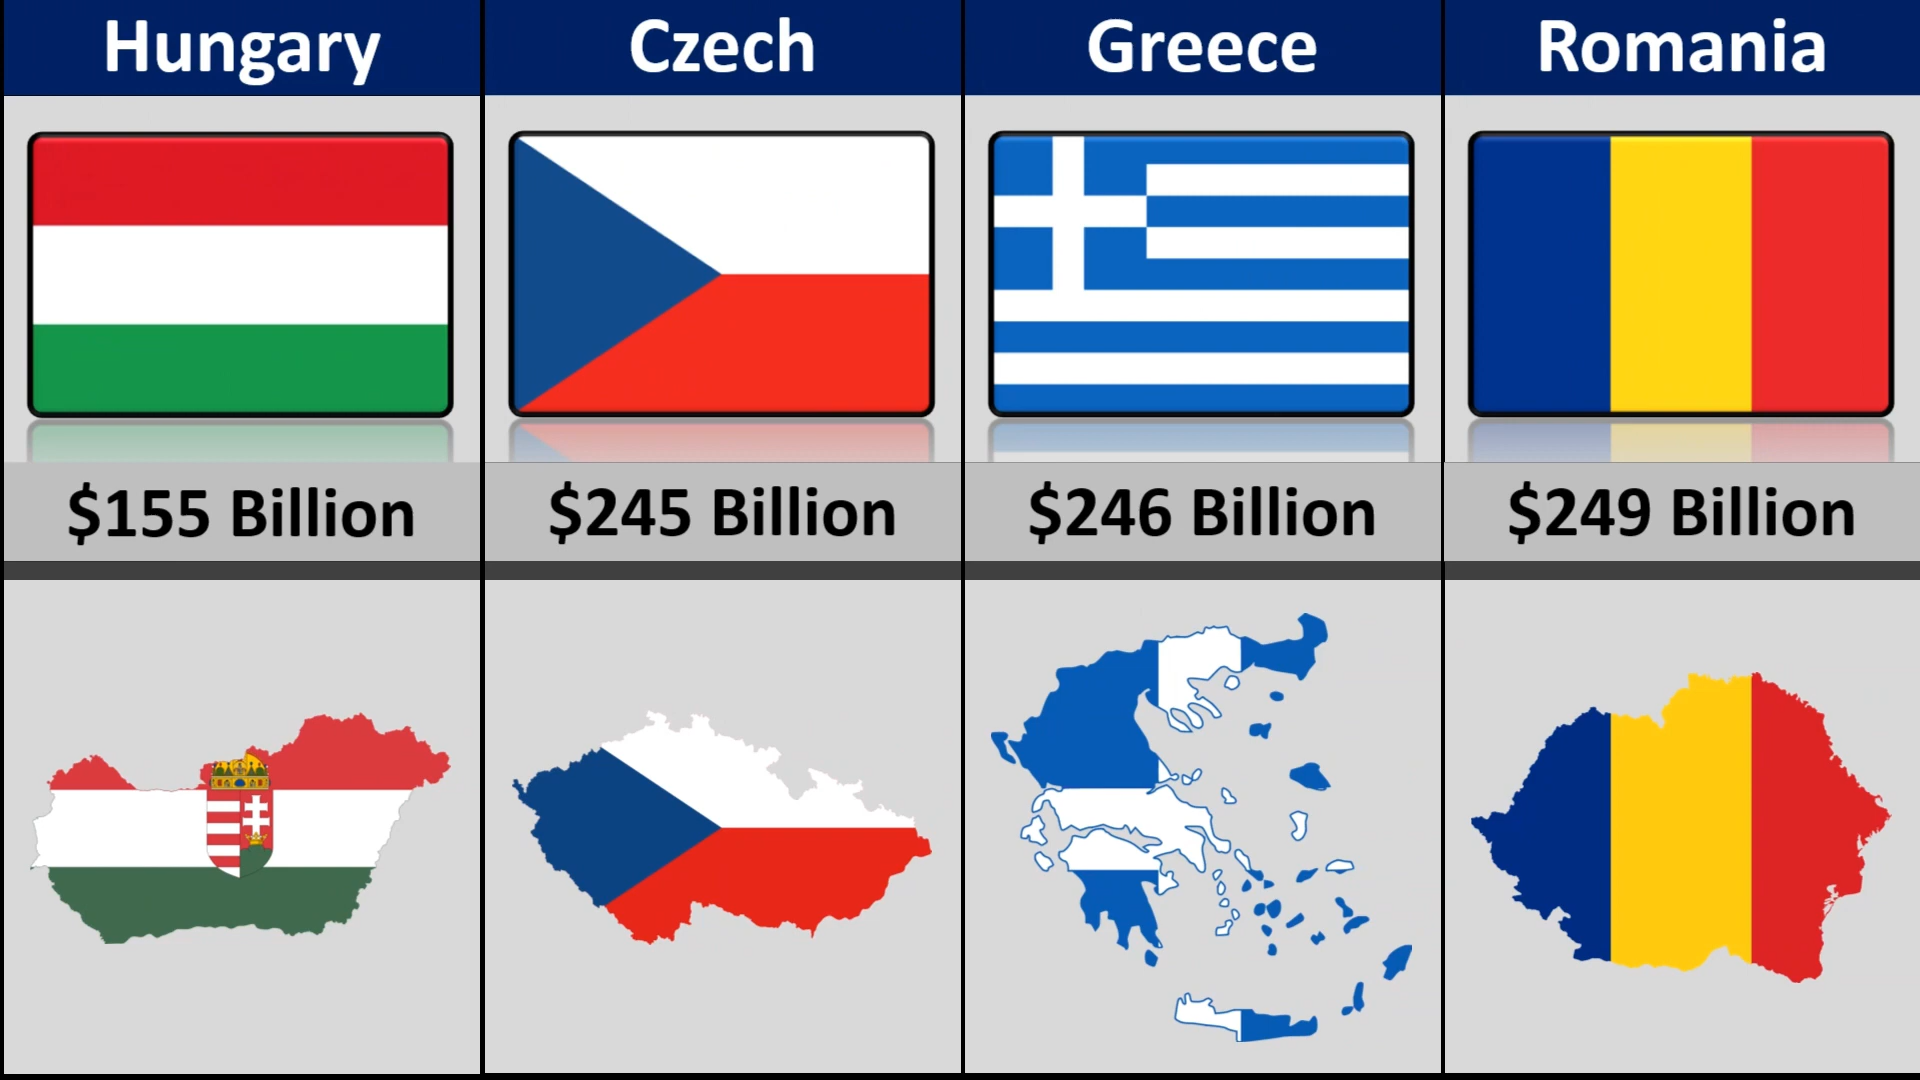 Hungary
Czech
Greece
Romania
$155 Billion
$245 Billion
$246 Billion
$249 Billion